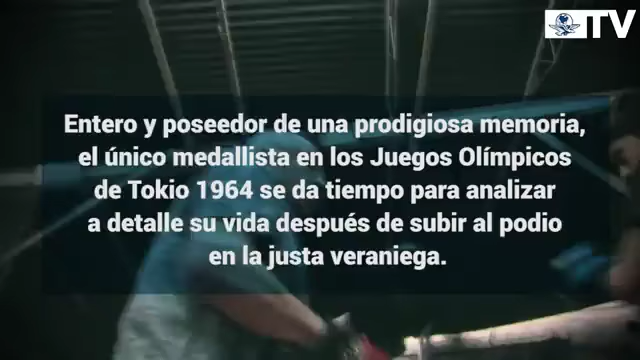 TV
Entero y poseedor de una prodigiosa memoria,
el único medallista en los Juegos Olímpicos
de Tokio 1964 se da tiempo para analizar
a detalle su vida después de subir al podio
en la justa veraniega.